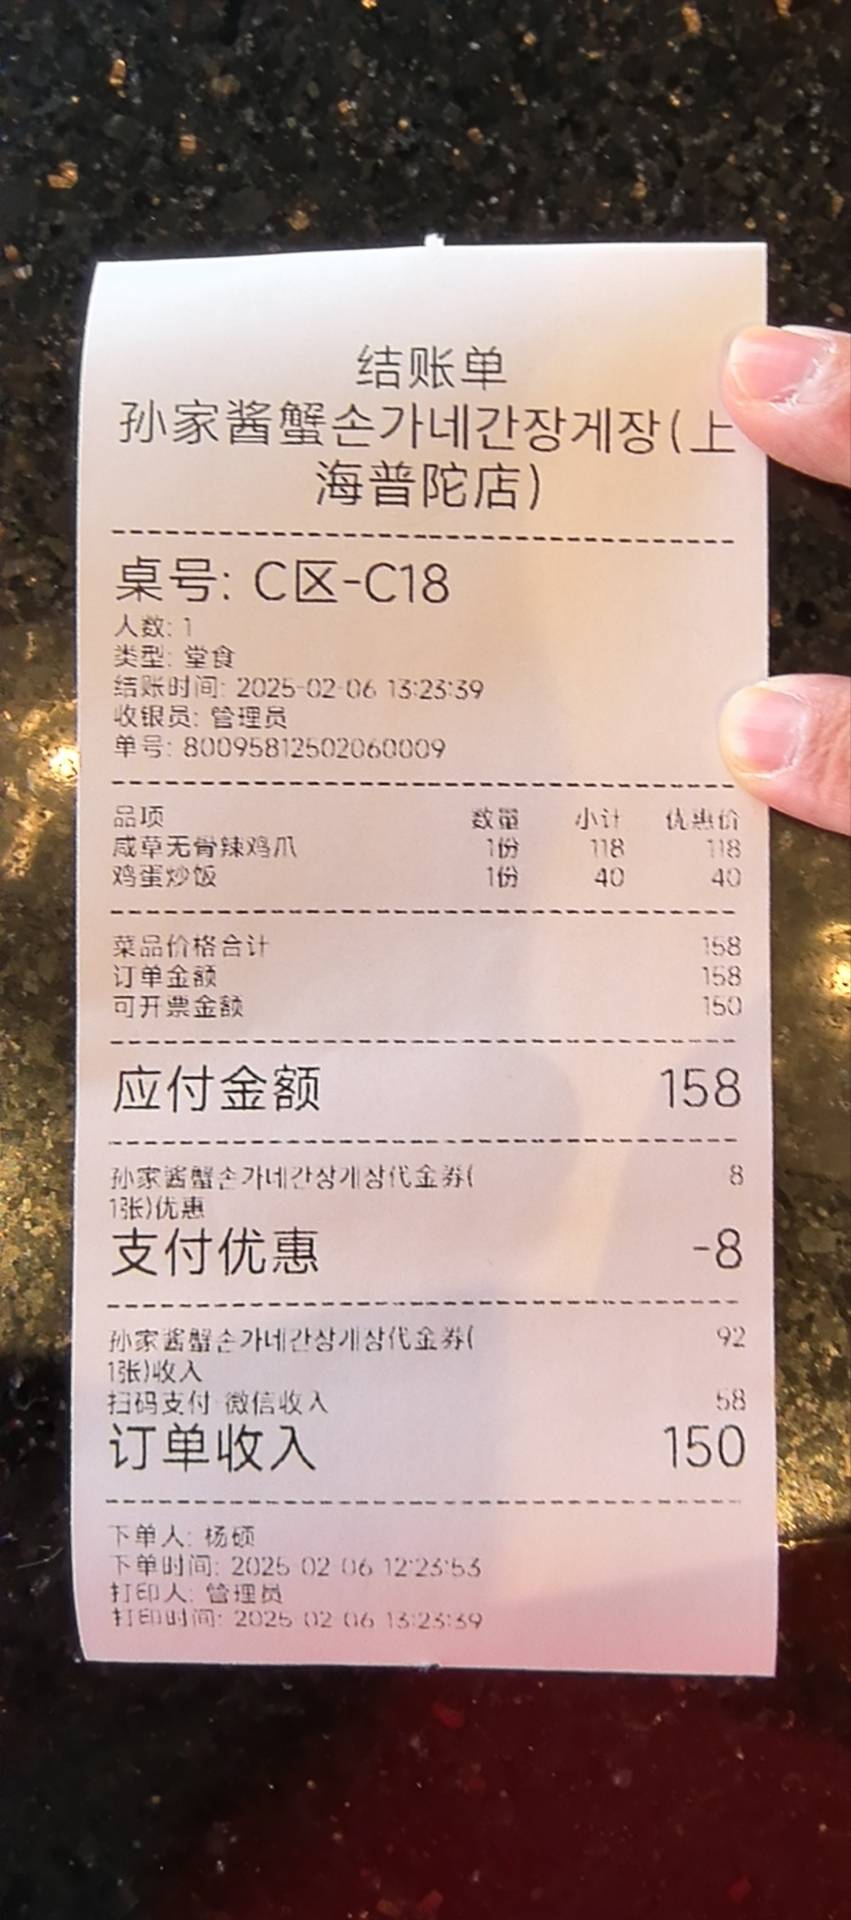 结账单
孙家酱蟹손가네간장게장(上
海普陀店)
桌号: C区-C18
人数: 1
类型: 堂食
结账时间: 2025-02-06 13:23:39
收银员: 管理员
单号: 80095812502060009
品项 数量 小计 优惠价
咸草无骨辣鸡爪 1份 118 118
鸡蛋炒饭 1份 40 40
菜品价格合计 158
订单金额 158
可开票金额 150
应付金额 158
孙家酱蟹손가네간장게장代金券( 8
1张)优惠
支付优惠 -8
孙家酱蟹손가네간장게장代金券( 92
1张)收入
扫码支付-微信收入 58
订单收入 150
下单人: 杨硕
下单时间: 2025-02-06 12:23:53
打印人: 管理员
打印时间: 2025-02-06 13:23:39